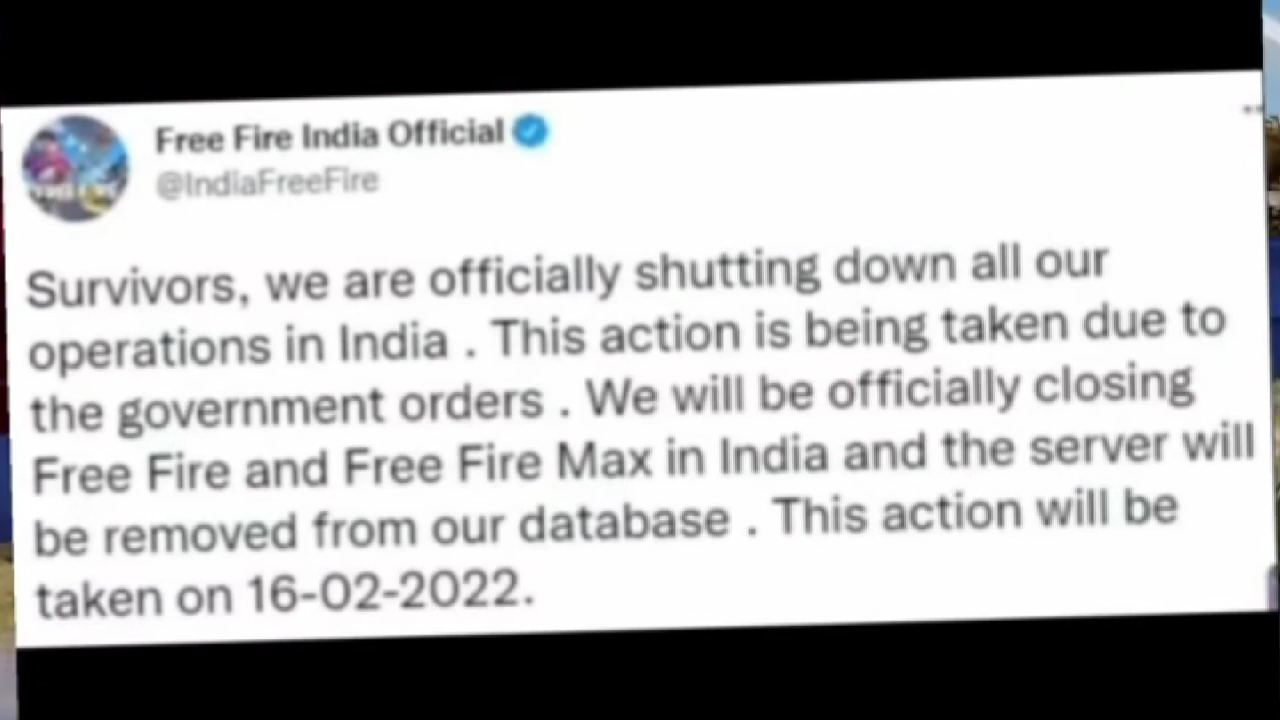 Free Fire India Official
@IndiaFreeFire
Survivors, we are officially shutting down all our
operations in India . This action is being taken due to
the government orders . We will be officially closing
Free Fire and Free Fire Max in India and the server will
be removed from our database . This action will be
taken on 16-02-2022.